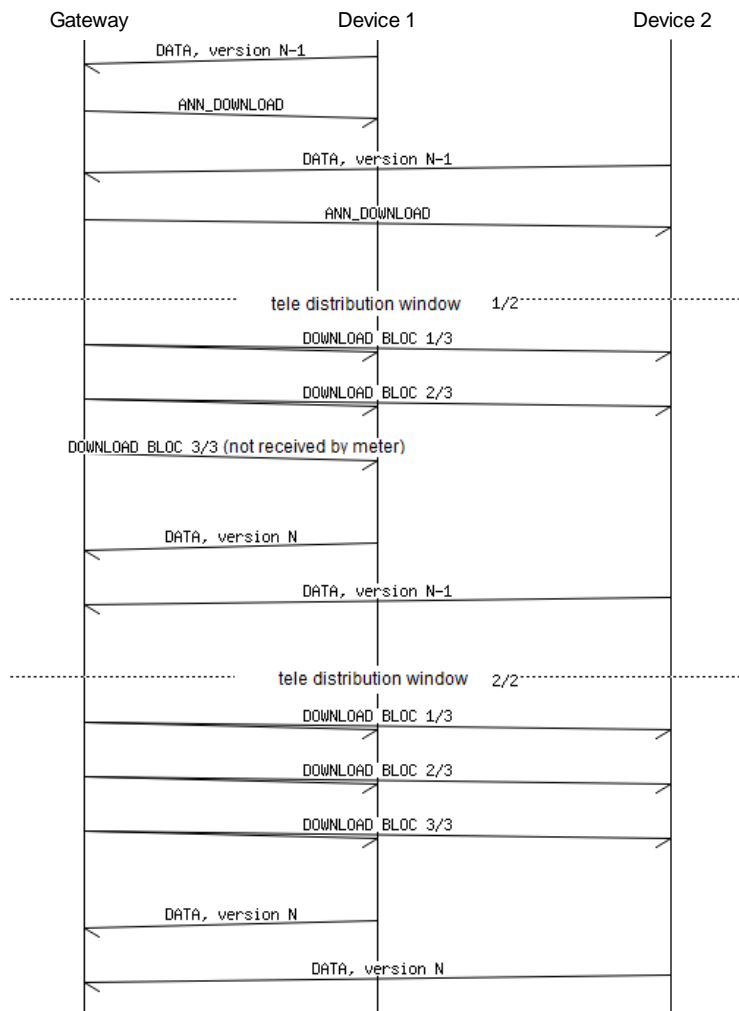 Gateway Device 1 Device 2
DATA, version N-1
ANN_DOWNLOAD
DATA, version N-1
ANN_DOWNLOAD
tele distribution window 1/2
DOWNLOAD BLOC 1/3
DOWNLOAD BLOC 2/3
DOWNLOAD BLOC 3/3 (not received by meter)
DATA, version N
DATA, version N-1
tele distribution window 2/2
DOWNLOAD BLOC 1/3
DOWNLOAD BLOC 2/3
DOWNLOAD BLOC 3/3
DATA, version N
DATA, version N